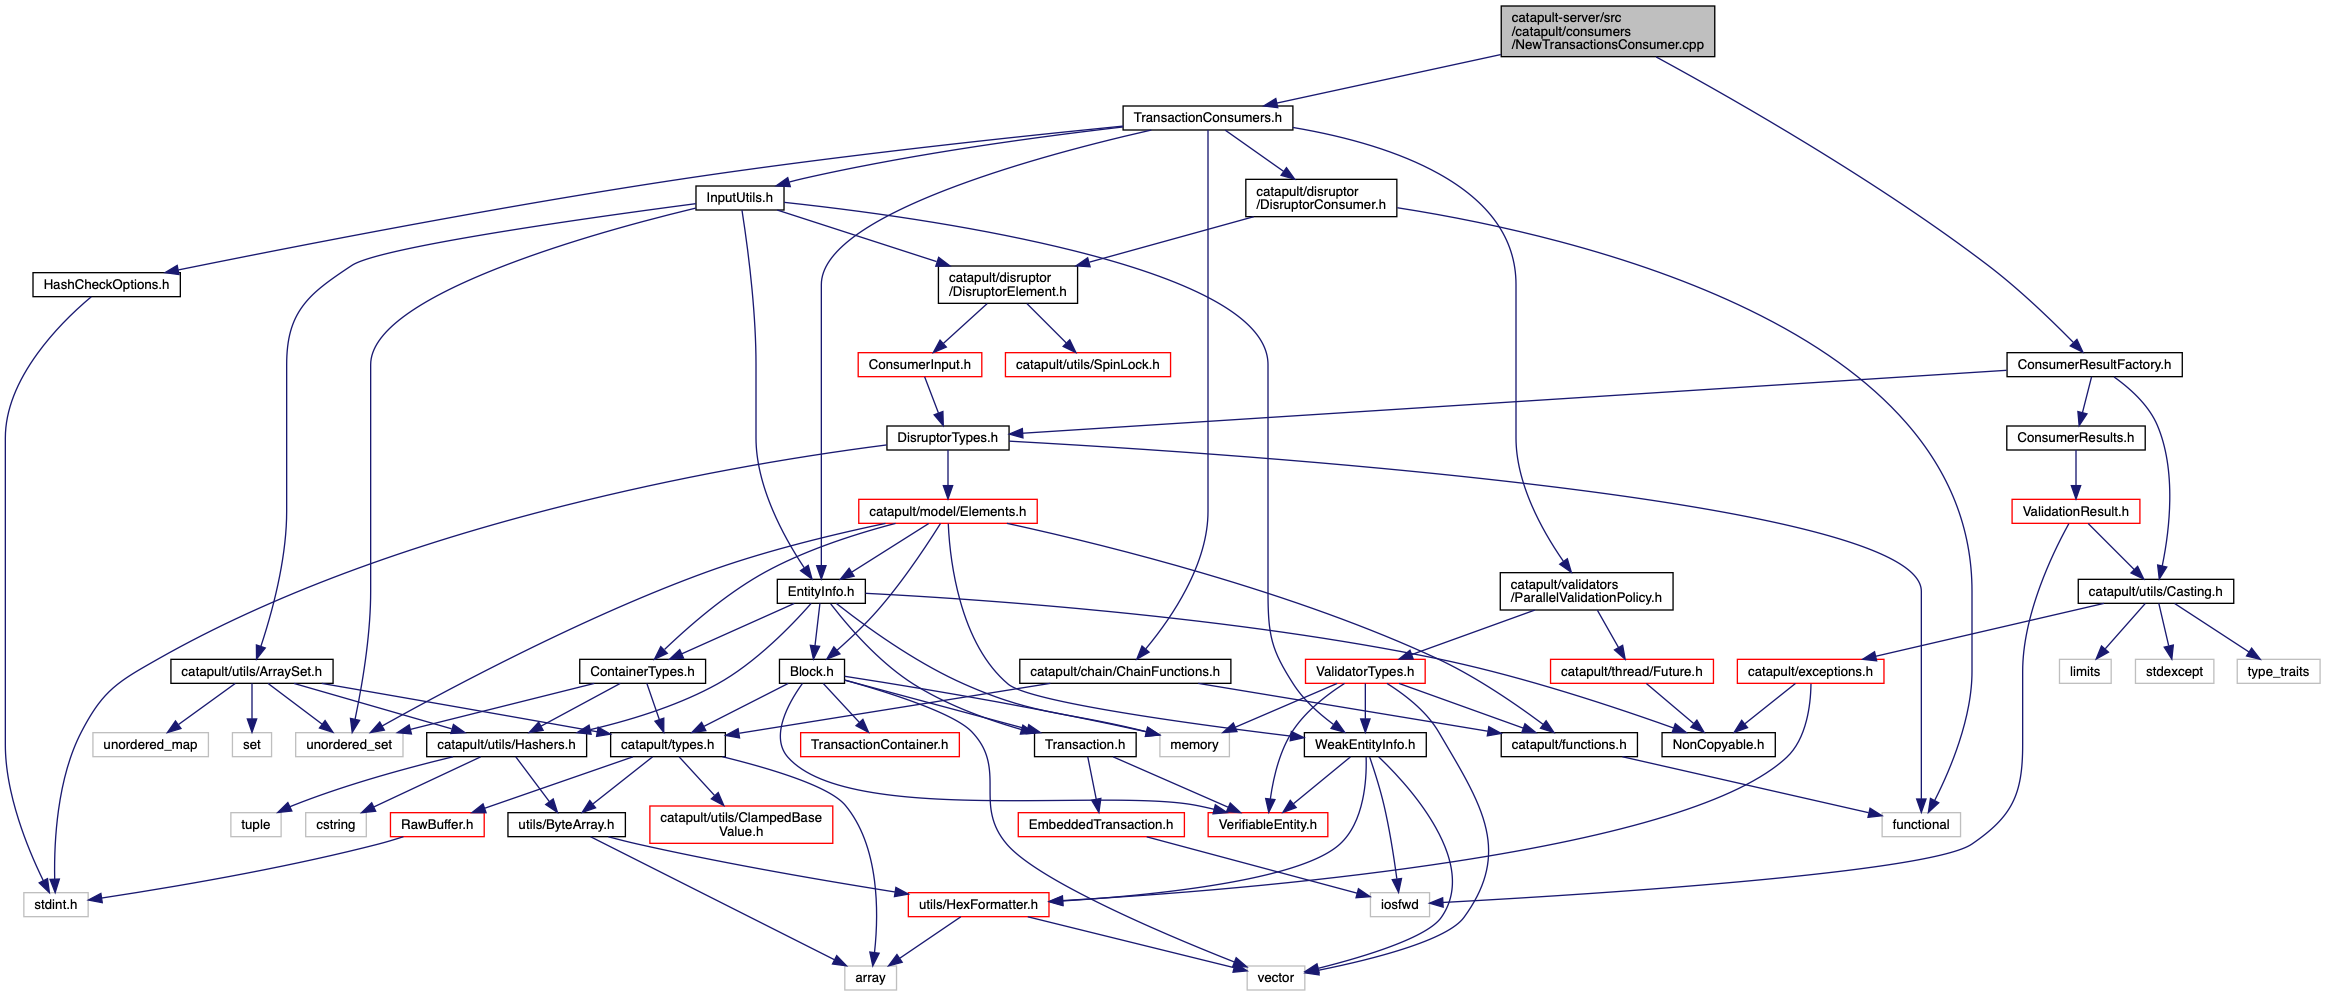 catapult-server/src
/catapult/consumers
/NewTransactionsConsumer.cpp
TransactionConsumers.h
InputUtils.h
catapult/disruptor
/DisruptorConsumer.h
HashCheckOptions.h
catapult/disruptor
/DisruptorElement.h
ConsumerInput.h
catapult/utils/SpinLock.h
ConsumerResultFactory.h
DisruptorTypes.h
ConsumerResults.h
catapult/model/Elements.h
ValidationResult.h
EntityInfo.h
catapult/validators
/ParallelValidationPolicy.h
catapult/utils/Casting.h
catapult/utils/ArraySet.h
ContainerTypes.h
Block.h
catapult/chain/ChainFunctions.h
ValidatorTypes.h
catapult/thread/Future.h
catapult/exceptions.h
limits
stdexcept
type_traits
unordered_map
set
unordered_set
catapult/utils/Hashers.h
catapult/types.h
TransactionContainer.h
Transaction.h
memory
WeakEntityInfo.h
catapult/functions.h
NonCopyable.h
tuple
cstring
RawBuffer.h
utils/ByteArray.h
catapult/utils/ClampedBase
Value.h
EmbeddedTransaction.h
VerifiableEntity.h
functional
stdint.h
utils/HexFormatter.h
iosfwd
array
vector